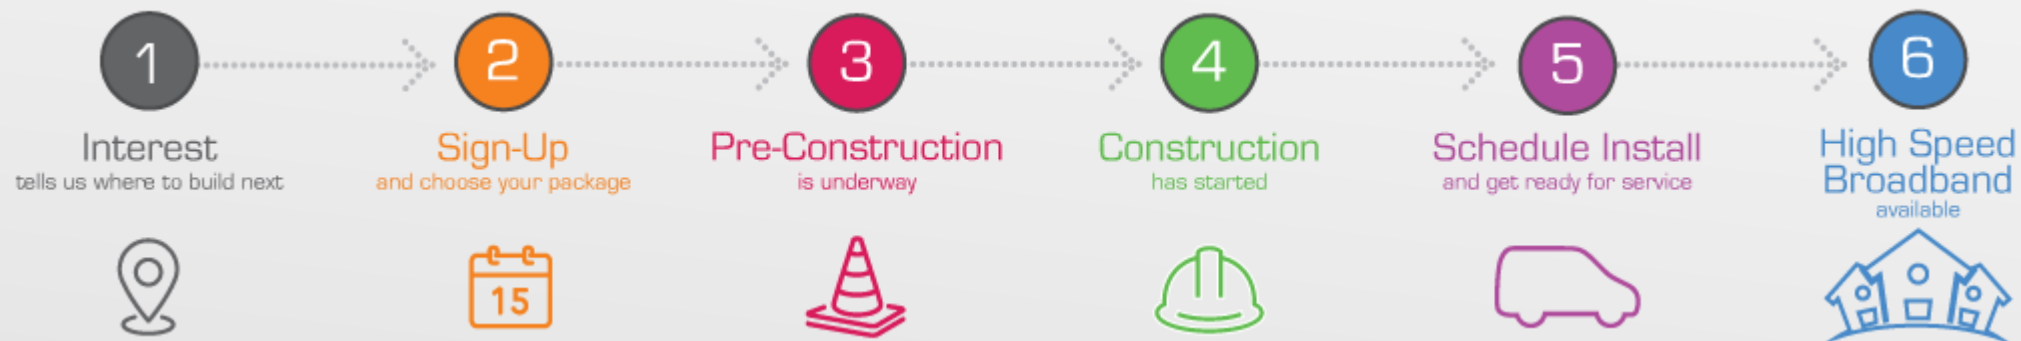 1
Interest
tells us where to build next
2
Sign-Up
and choose your package
15
3
Pre-Construction
is underway
4
Construction
has started
5
Schedule Install
and get ready for service
6
High Speed
Broadband
available